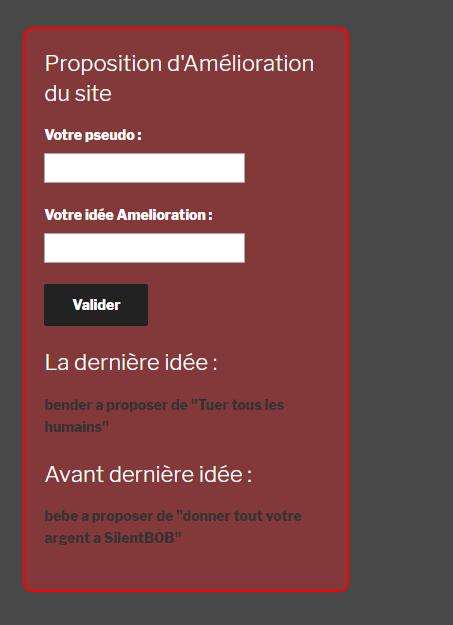 Proposition d'Amélioration
du site
Votre pseudo :
Votre idée Amelioration :
Valider
La dernière idée :
bender a proposer de "Tuer tous les
humains"
Avant dernière idée :
bebe a proposer de "donner tout votre
argent a SilentB0B"